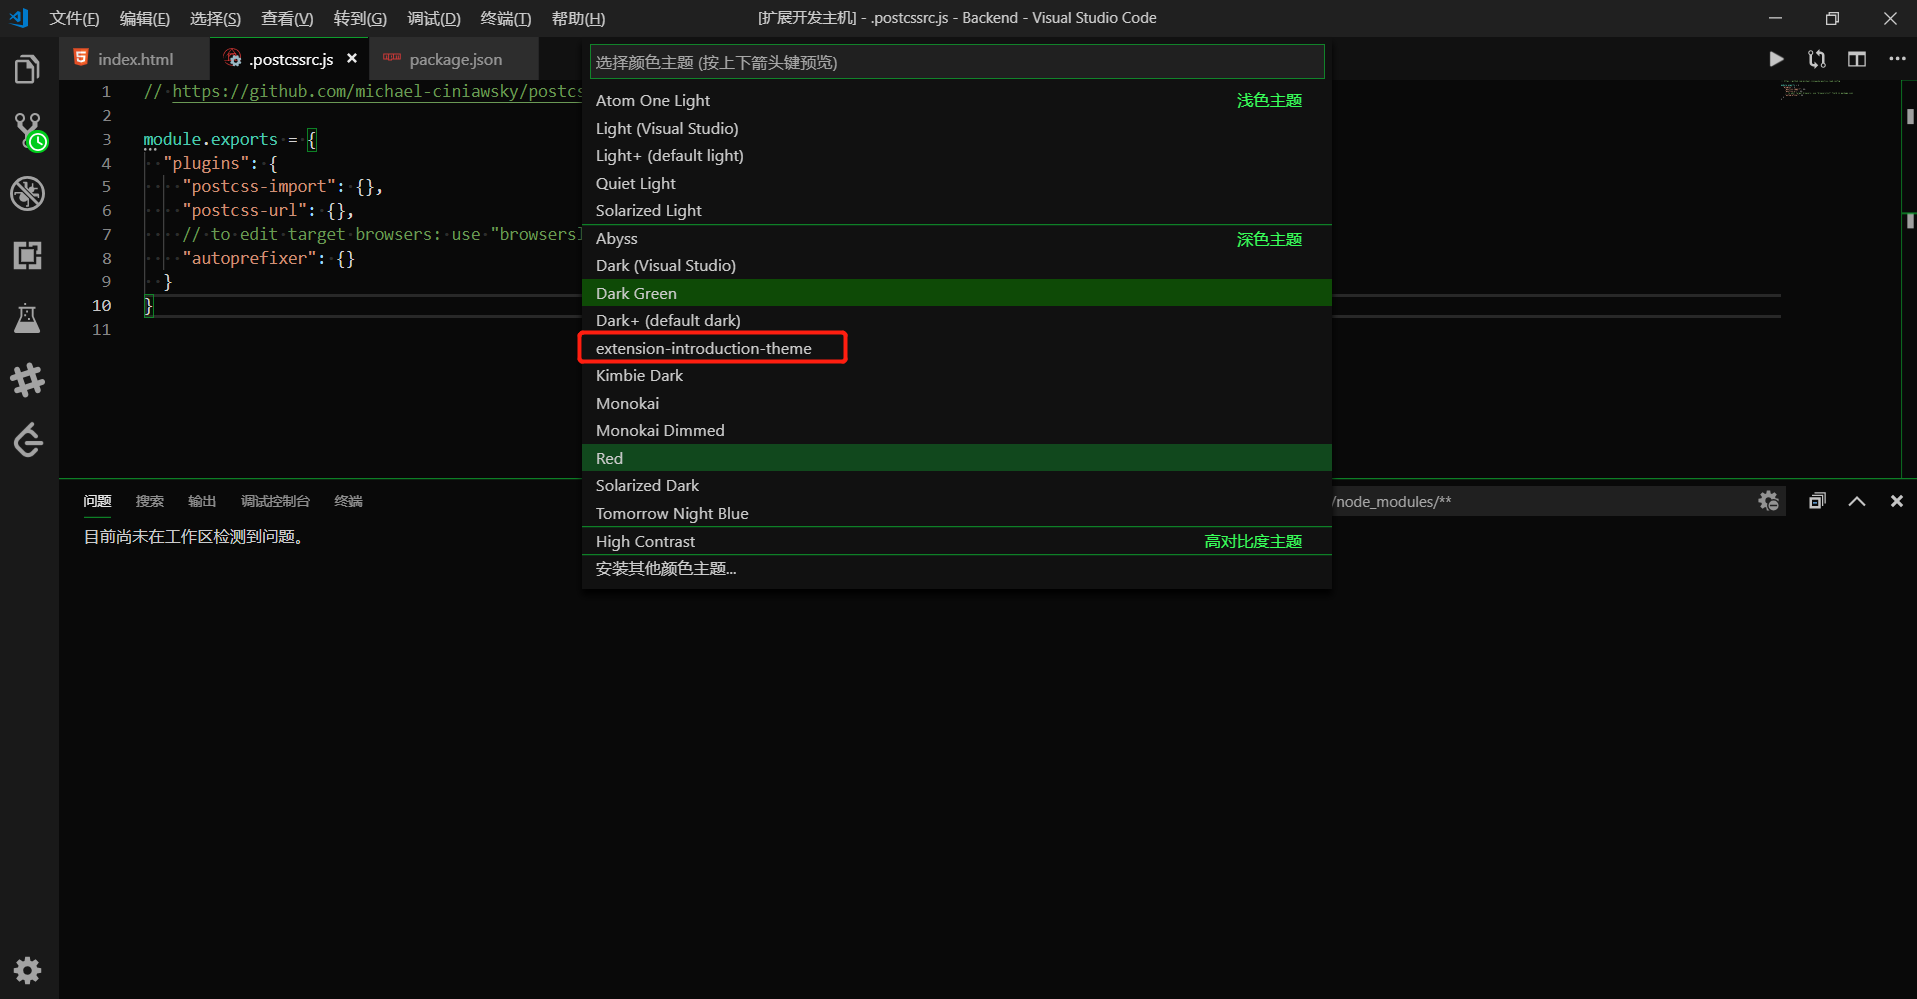 文件(F) 编辑(E) 选择(S) 查看(V) 转到(G) 调试(D) 终端(T) 帮助(H) [扩展开发主机] - .postcssrc.js - Backend - Visual Studio Code
index.html .postcssrc.js package.json
选择颜色主题 (按上下箭头键预览)
1 // https://github.com/michael-ciniawsky/postcs
2
3 module.exports = {
4 "plugins": {
5 "postcss-import": {},
6 "postcss-url": {},
7 // to edit target browsers: use "browsersl
8 "autoprefixer": {}
9 }
10 }
11
Atom One Light 浅色主题
Light (Visual Studio)
Light+ (default light)
Quiet Light
Solarized Light
Abyss 深色主题
Dark (Visual Studio)
Dark Green
Dark+ (default dark)
extension-introduction-theme
Kimbie Dark
Monokai
Monokai Dimmed
Red
Solarized Dark
Tomorrow Night Blue
High Contrast 高对比度主题
安装其他颜色主题...
问题 搜索 输出 调试控制台 终端 /node_modules/**
目前尚未在工作区检测到问题。